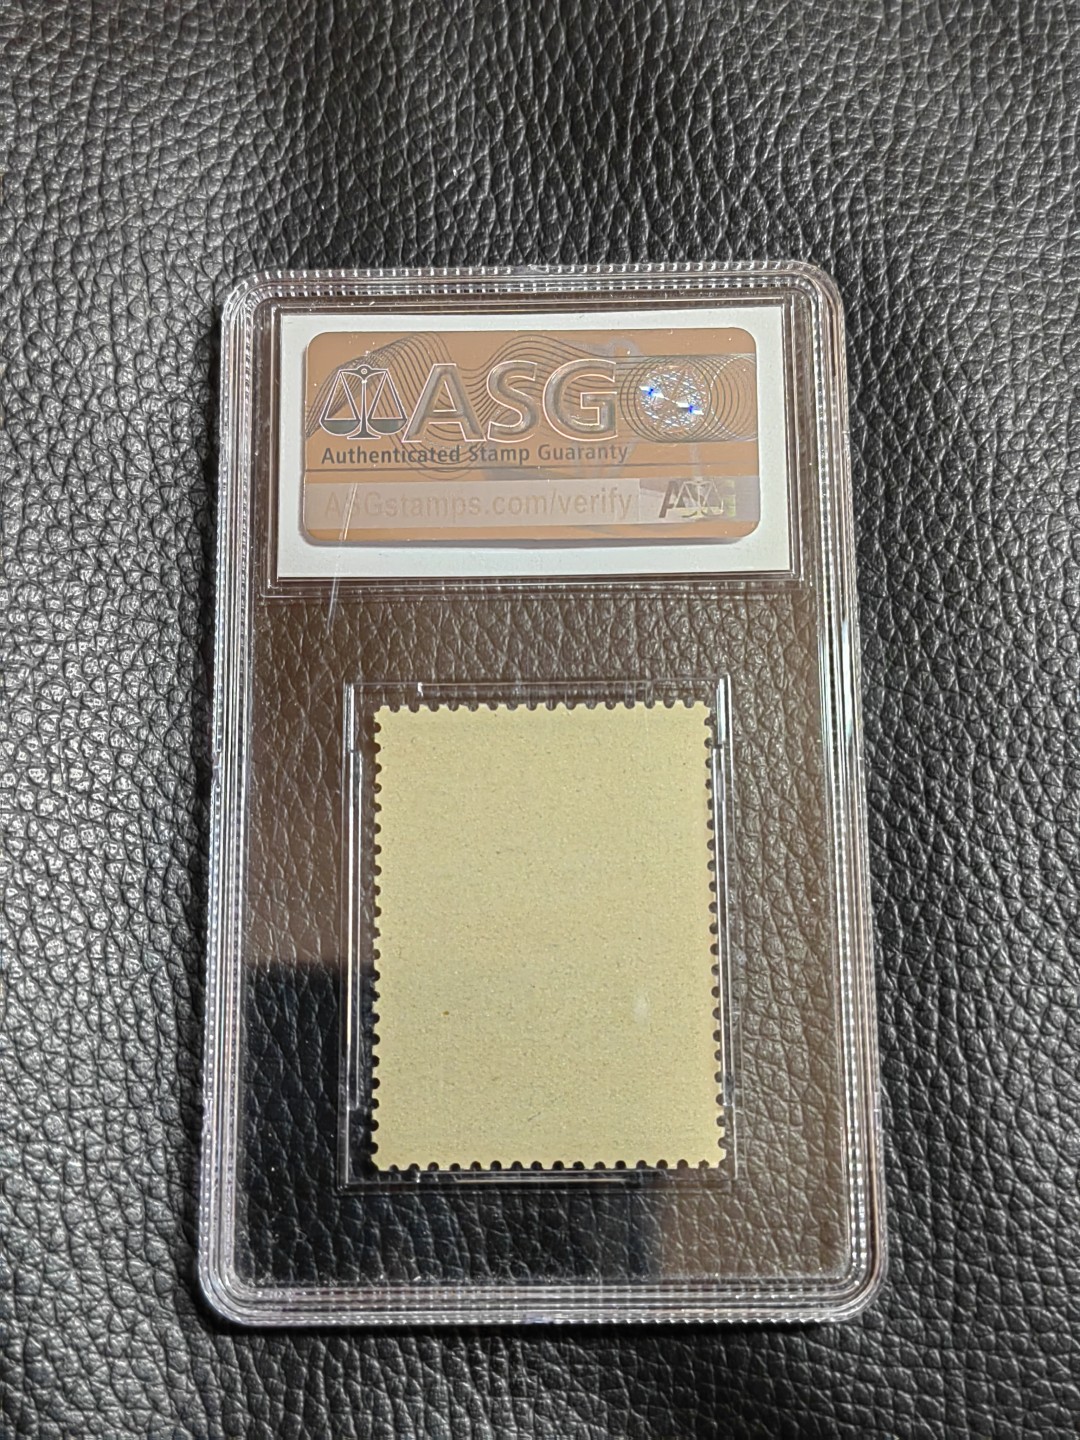 ASG
Authenticated Stamp Guaranty
ASGstamps.com/verify